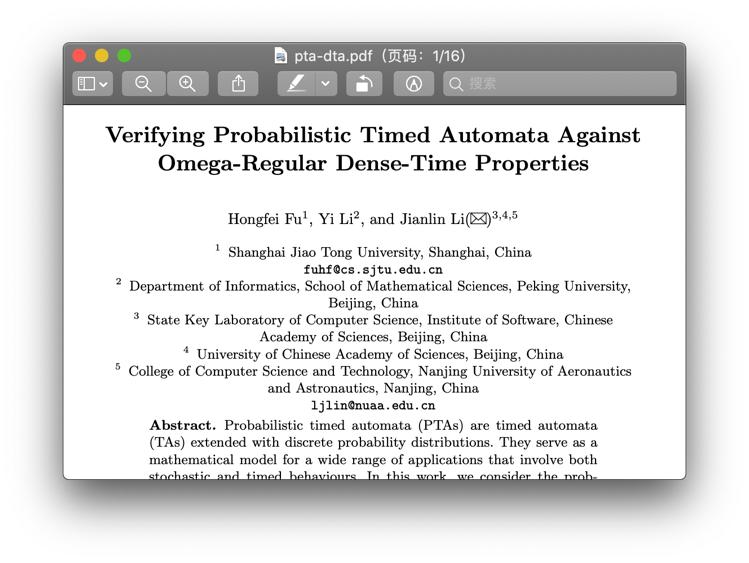 pta-dta.pdf（页码：1/16）
搜索
Verifying Probabilistic Timed Automata Against
Omega-Regular Dense-Time Properties
Hongfei Fu1, Yi Li2, and Jianlin Li(✉)3,4,5
1 Shanghai Jiao Tong University, Shanghai, China
fuhf@cs.sjtu.edu.cn
2 Department of Informatics, School of Mathematical Sciences, Peking University,
Beijing, China
3 State Key Laboratory of Computer Science, Institute of Software, Chinese
Academy of Sciences, Beijing, China
4 University of Chinese Academy of Sciences, Beijing, China
5 College of Computer Science and Technology, Nanjing University of Aeronautics
and Astronautics, Nanjing, China
ljlin@nuaa.edu.cn
Abstract. Probabilistic timed automata (PTAs) are timed automata
(TAs) extended with discrete probability distributions. They serve as a
mathematical model for a wide range of applications that involve both
stochastic and timed behaviours. In this work, we consider the prob-